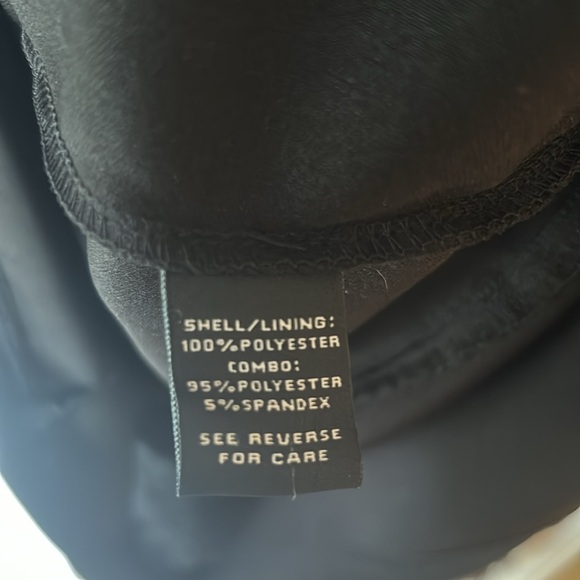 SHELL/LINING:
100%POLYESTER
COMBO:
95%POLYESTER
5%SPANDEX
SEE REVERSE
FOR CARE